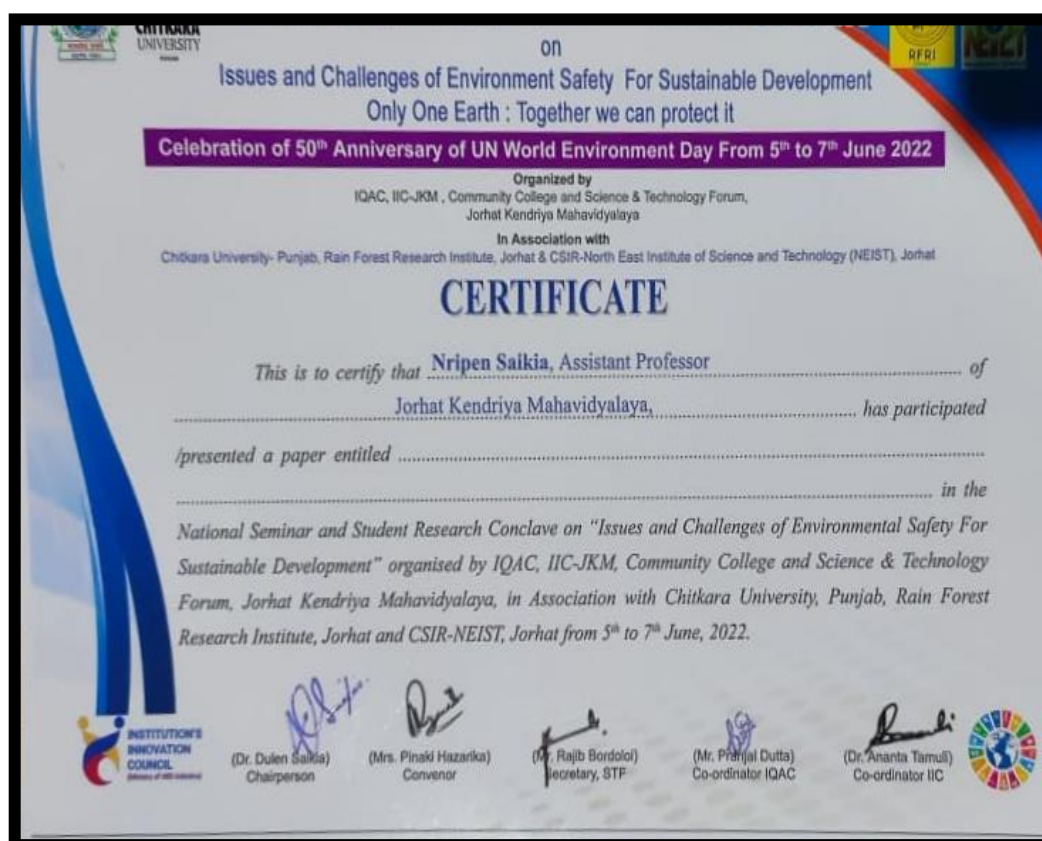 CHITKARA
UNIVERSITY
RFRI
NEIST
on
Issues and Challenges of Environment Safety For Sustainable Development
Only One Earth : Together we can protect it
Celebration of 50th Anniversary of UN World Environment Day From 5th to 7th June 2022
Organized by
IQAC, IIC-JKM , Community College and Science & Technology Forum,
Jorhat Kendriya Mahavidyalaya
In Association with
Chitkara University- Punjab, Rain Forest Research Institute, Jorhat & CSIR-North East Institute of Science and Technology (NEIST), Jorhat
CERTIFICATE
This is to certify that Nripen Saikia, Assistant Professor of
Jorhat Kendriya Mahavidyalaya, has participated
/presented a paper entitled
in the
National Seminar and Student Research Conclave on "Issues and Challenges of Environmental Safety For
Sustainable Development" organised by IQAC, IIC-JKM, Community College and Science & Technology
Forum, Jorhat Kendriya Mahavidyalaya, in Association with Chitkara University, Punjab, Rain Forest
Research Institute, Jorhat and CSIR-NEIST, Jorhat from 5th to 7th June, 2022.
INSTITUTION'S
INNOVATION
COUNCIL
(Dr. Dulen Saikia)
Chairperson
(Mrs. Pinaki Hazarika)
Convenor
(Mr. Rajib Bordoloi)
Secretary, STF
(Mr. Pranjal Dutta)
Co-ordinator IQAC
(Dr. Ananta Tamuli)
Co-ordinator IIC